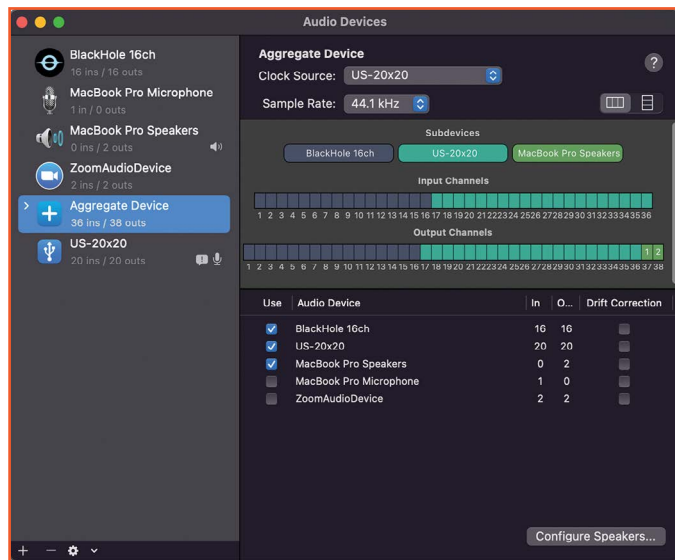 Audio Devices
BlackHole 16ch
16 ins / 16 outs
MacBook Pro Microphone
1 in / 0 outs
MacBook Pro Speakers
0 ins / 2 outs
ZoomAudioDevice
2 ins / 2 outs
Aggregate Device
36 ins / 38 outs
US-20x20
20 ins / 20 outs
Aggregate Device
?
Clock Source: US-20x20
Sample Rate: 44.1 kHz
Subdevices
BlackHole 16ch US-20x20 MacBook Pro Speakers
Input Channels
1 2 3 4 5 6 7 8 9 10 11 12 13 14 15 16 17 18 19 20 21 22 23 24 25 26 27 28 29 30 31 32 33 34 35 36
Output Channels
1 2
1 2 3 4 5 6 7 8 9 10 11 12 13 14 15 16 17 18 19 20 21 22 23 24 25 26 27 28 29 30 31 32 33 34 35 36 37 38
Use Audio Device In O... Drift Correction
BlackHole 16ch 16 16
US-20x20 20 20
MacBook Pro Speakers 0 2
MacBook Pro Microphone 1 0
ZoomAudioDevice 2 2
Configure Speakers...